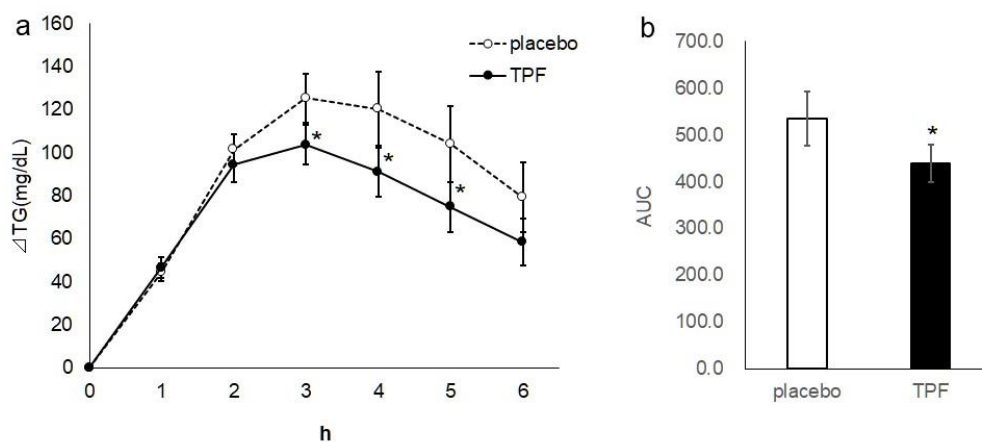 a
160
140
120
100
80
60
40
20
0
⊿TG(mg/dL)
placebo
TPF
*
*
*
0 1 2 3 4 5 6
h
b
700.0
600.0
500.0
400.0
300.0
200.0
100.0
0.0
AUC
*
placebo TPF